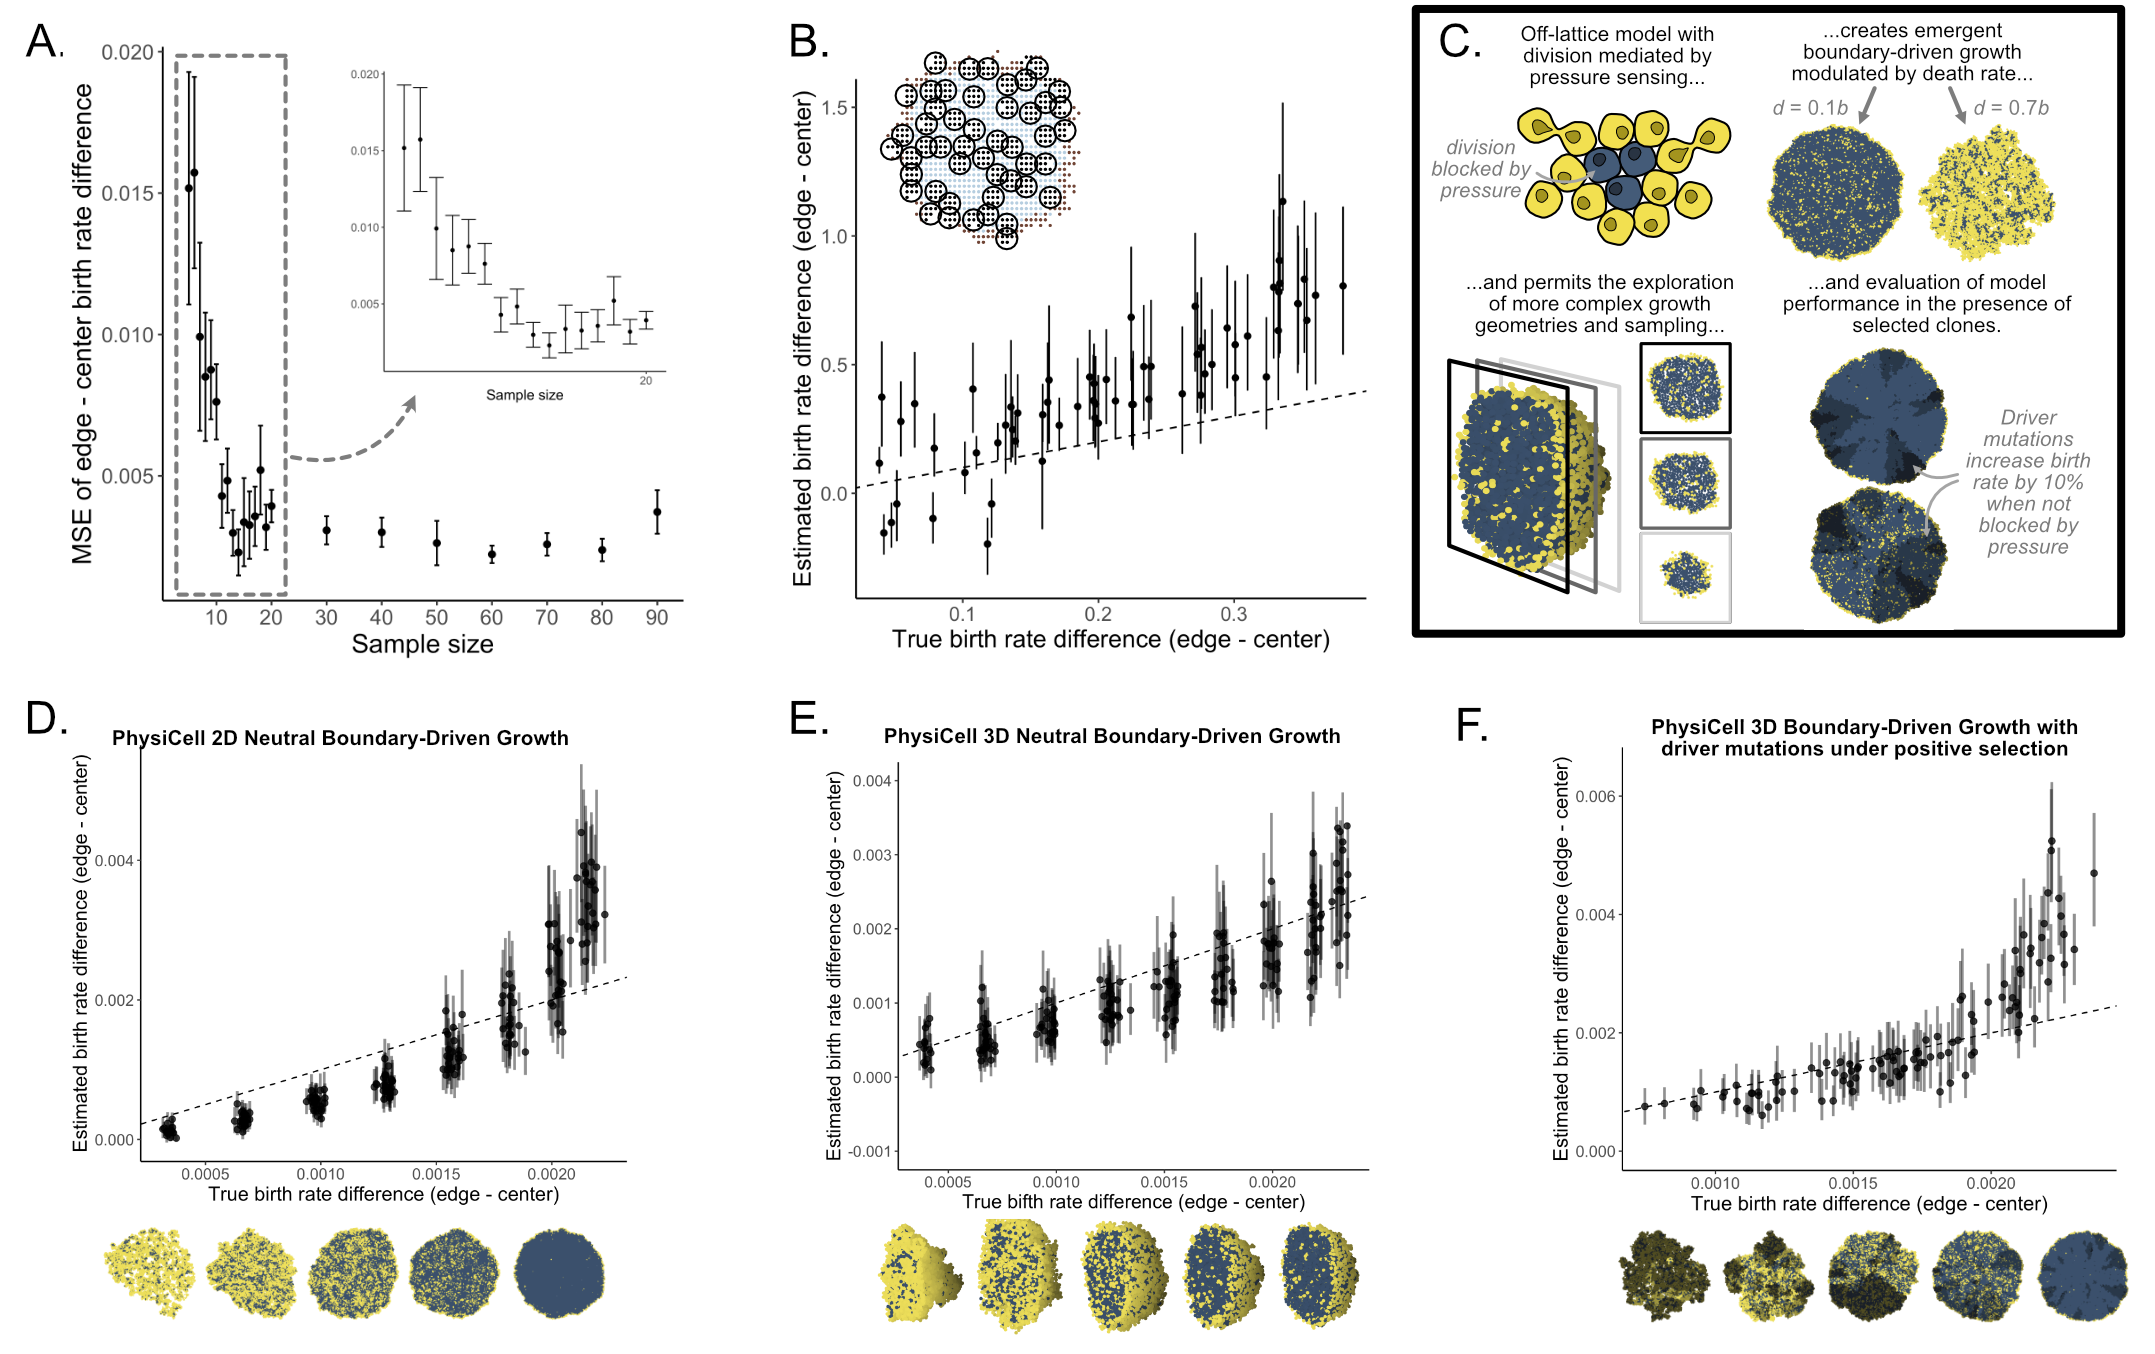 A.
MSE of edge - center birth rate difference
0.020
0.015
0.010
0.005
10
20
30
40
50
60
70
80
90
Sample size
0.020
0.015
0.010
0.005
20
Sample size
B.
Estimated birth rate difference (edge - center)
1.5
1.0
0.5
0.0
0.1
0.2
0.3
True birth rate difference (edge - center)
C.
Off-lattice model with
division mediated by
pressure sensing...
division
blocked by
pressure
...creates emergent
boundary-driven growth
modulated by death rate...
d = 0.1b
d = 0.7b
...and permits the exploration
of more complex growth
geometries and sampling...
...and evaluation of model
performance in the presence of
selected clones.
Driver
mutations
increase birth
rate by 10%
when not
blocked by
pressure
D.
PhysiCell 2D Neutral Boundary-Driven Growth
Estimated birth rate difference (edge - center)
0.004
0.002
0.000
0.0005
0.0010
0.0015
0.0020
True birth rate difference (edge - center)
E.
PhysiCell 3D Neutral Boundary-Driven Growth
Estimated birth rate difference (edge - center)
0.004
0.003
0.002
0.001
0.000
-0.001
0.0005
0.0010
0.0015
0.0020
True bifth rate difference (edge - center)
F.
PhysiCell 3D Boundary-Driven Growth with
driver mutations under positive selection
Estimated birth rate difference (edge - center)
0.006
0.004
0.002
0.000
0.0010
0.0015
0.0020
True birth rate difference (edge - center)